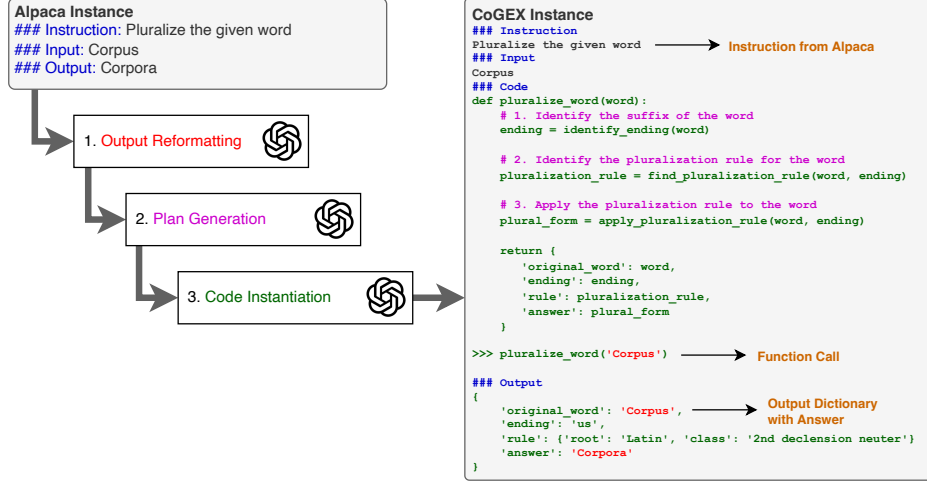 Alpaca Instance
### Instruction: Pluralize the given word
### Input: Corpus
### Output: Corpora
1. Output Reformatting
2. Plan Generation
3. Code Instantiation
CoGEX Instance
### Instruction
Pluralize the given word
Instruction from Alpaca
### Input
Corpus
### Code
def pluralize_word(word):
# 1. Identify the suffix of the word
ending = identify_ending(word)
# 2. Identify the pluralization rule for the word
pluralization_rule = find_pluralization_rule(word, ending)
# 3. Apply the pluralization rule to the word
plural_form = apply_pluralization_rule(word, ending)
return {
'original_word': word,
'ending': ending,
'rule': pluralization_rule,
'answer': plural_form
}
>>> pluralize_word('Corpus')
Function Call
### Output
{
'original_word': 'Corpus',
Output Dictionary
with Answer
'ending': 'us',
'rule': {'root': 'Latin', 'class': '2nd declension neuter'}
'answer': 'Corpora'
}